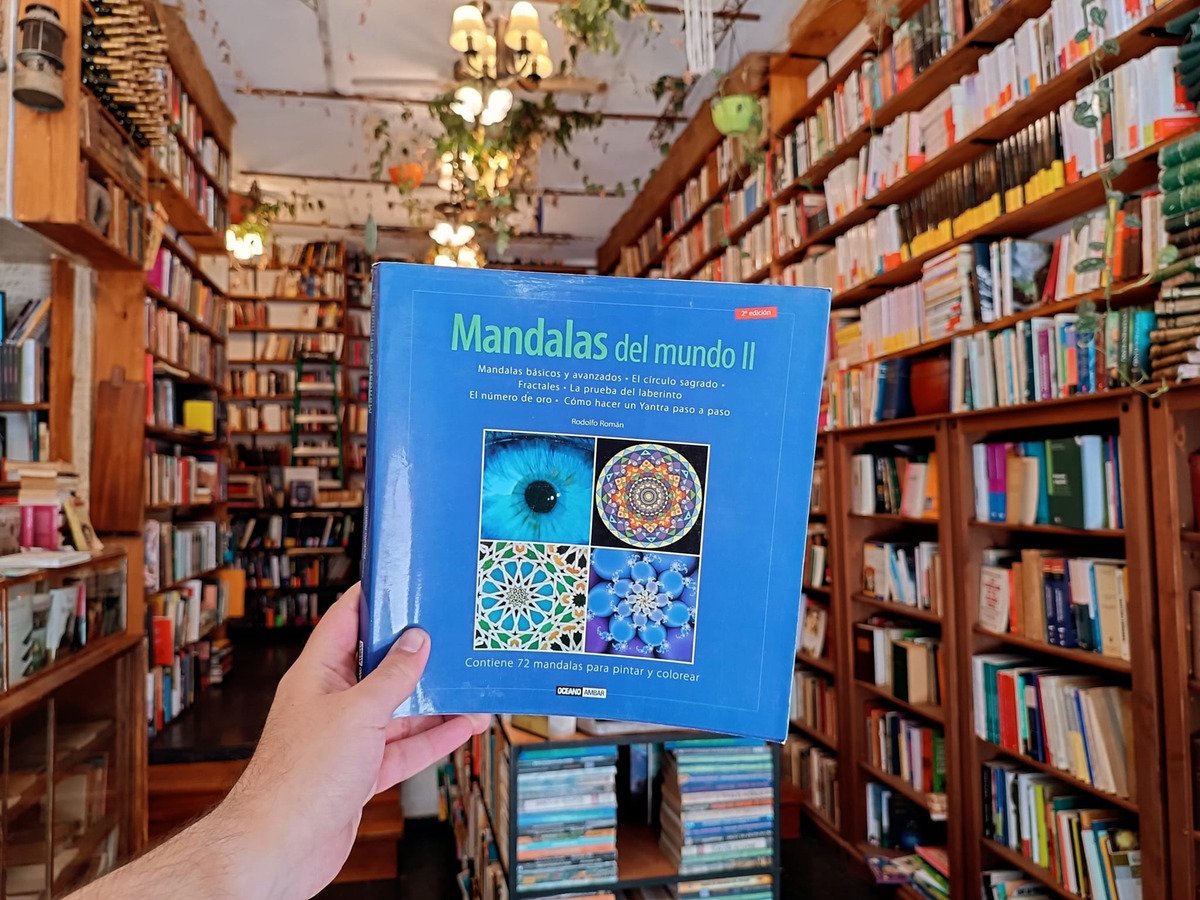 2ª edición
Mandalas del mundo II
Mandalas básicos y avanzados • El círculo sagrado •
Fractales • La prueba del laberinto
El número de oro • Cómo hacer un Yantra paso a paso
Rodolfo Román
Contiene 72 mandalas para pintar y colorear
OCEANO AMBAR